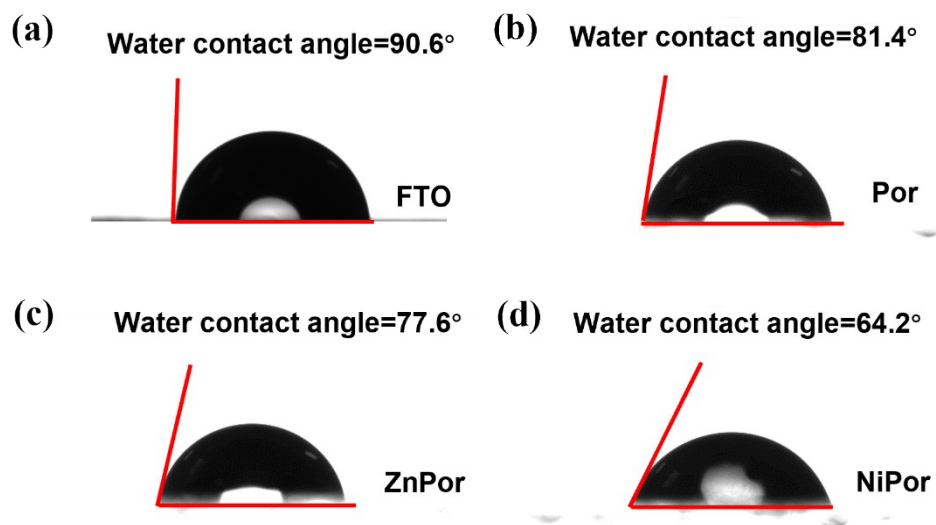 (a)
Water contact angle=90.6°
FTO
(b)
Water contact angle=81.4°
Por
(c)
Water contact angle=77.6°
ZnPor
(d)
Water contact angle=64.2°
NiPor